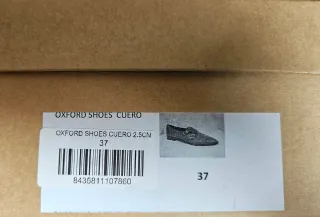 OXFORD SHOES CUERO
OXFORD SHOES CUERO 2.5CM
37
8435811107860
37